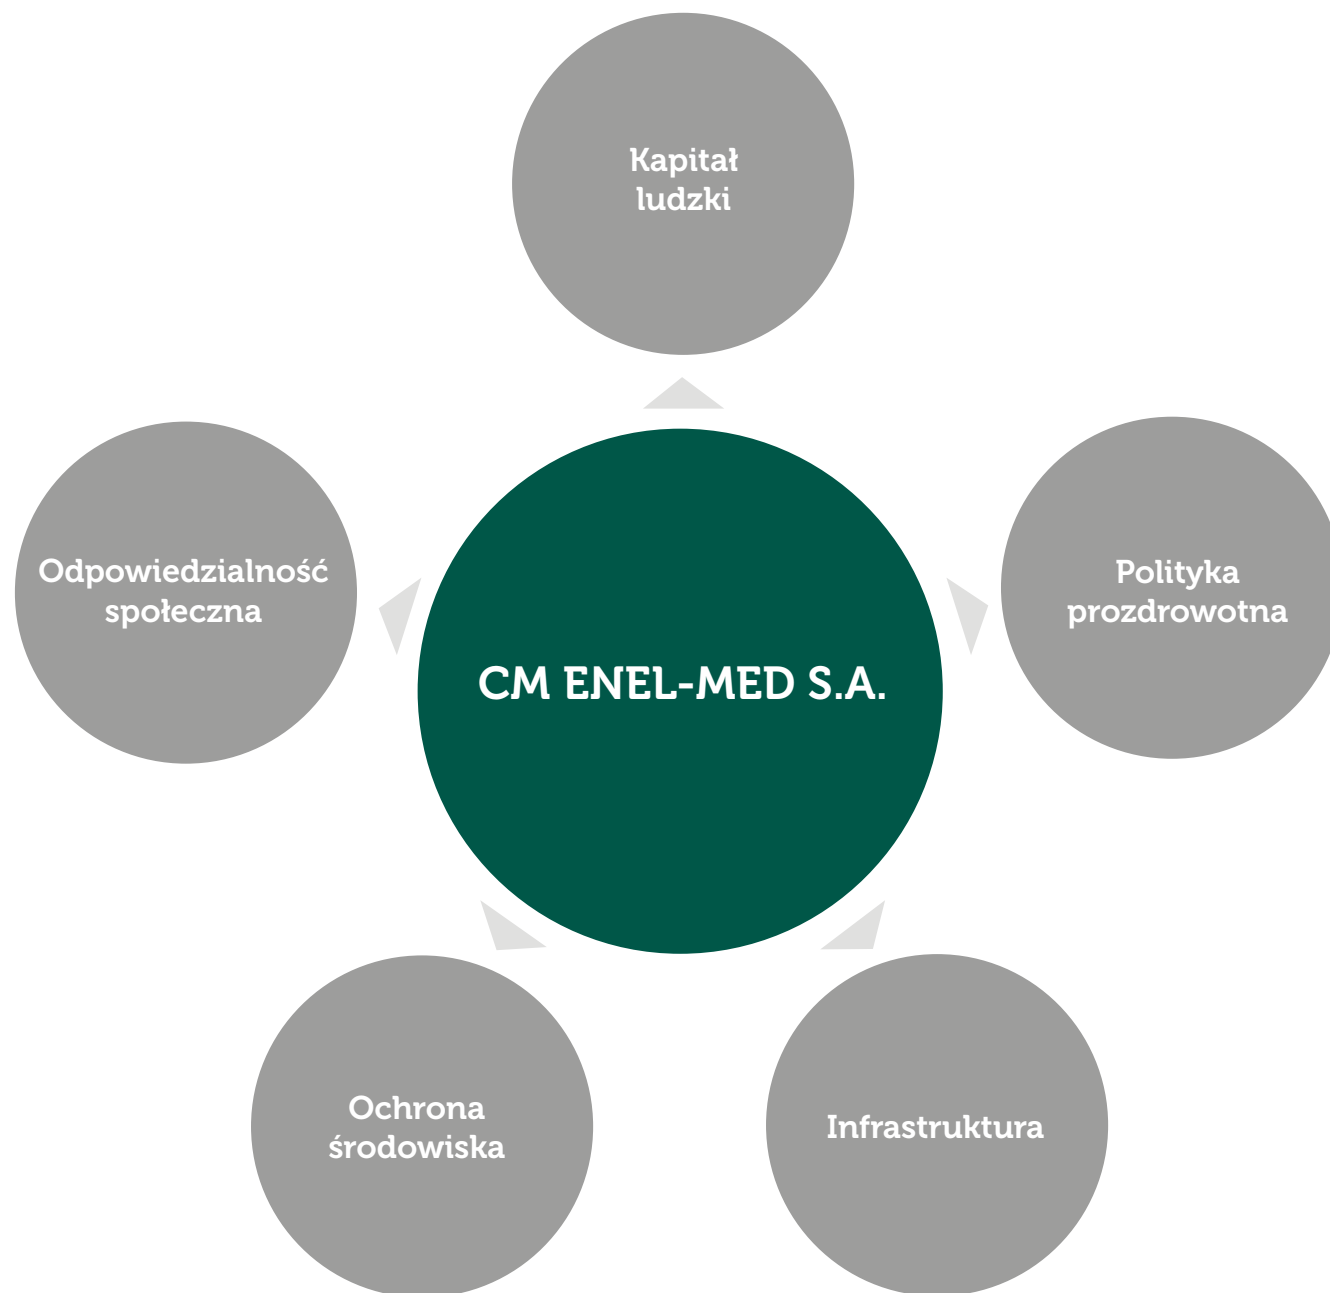 Kapitał
ludzki
Odpowiedzialność
społeczna
Polityka
prozdrowotna
CM ENEL-MED S.A.
Ochrona
środowiska
Infrastruktura